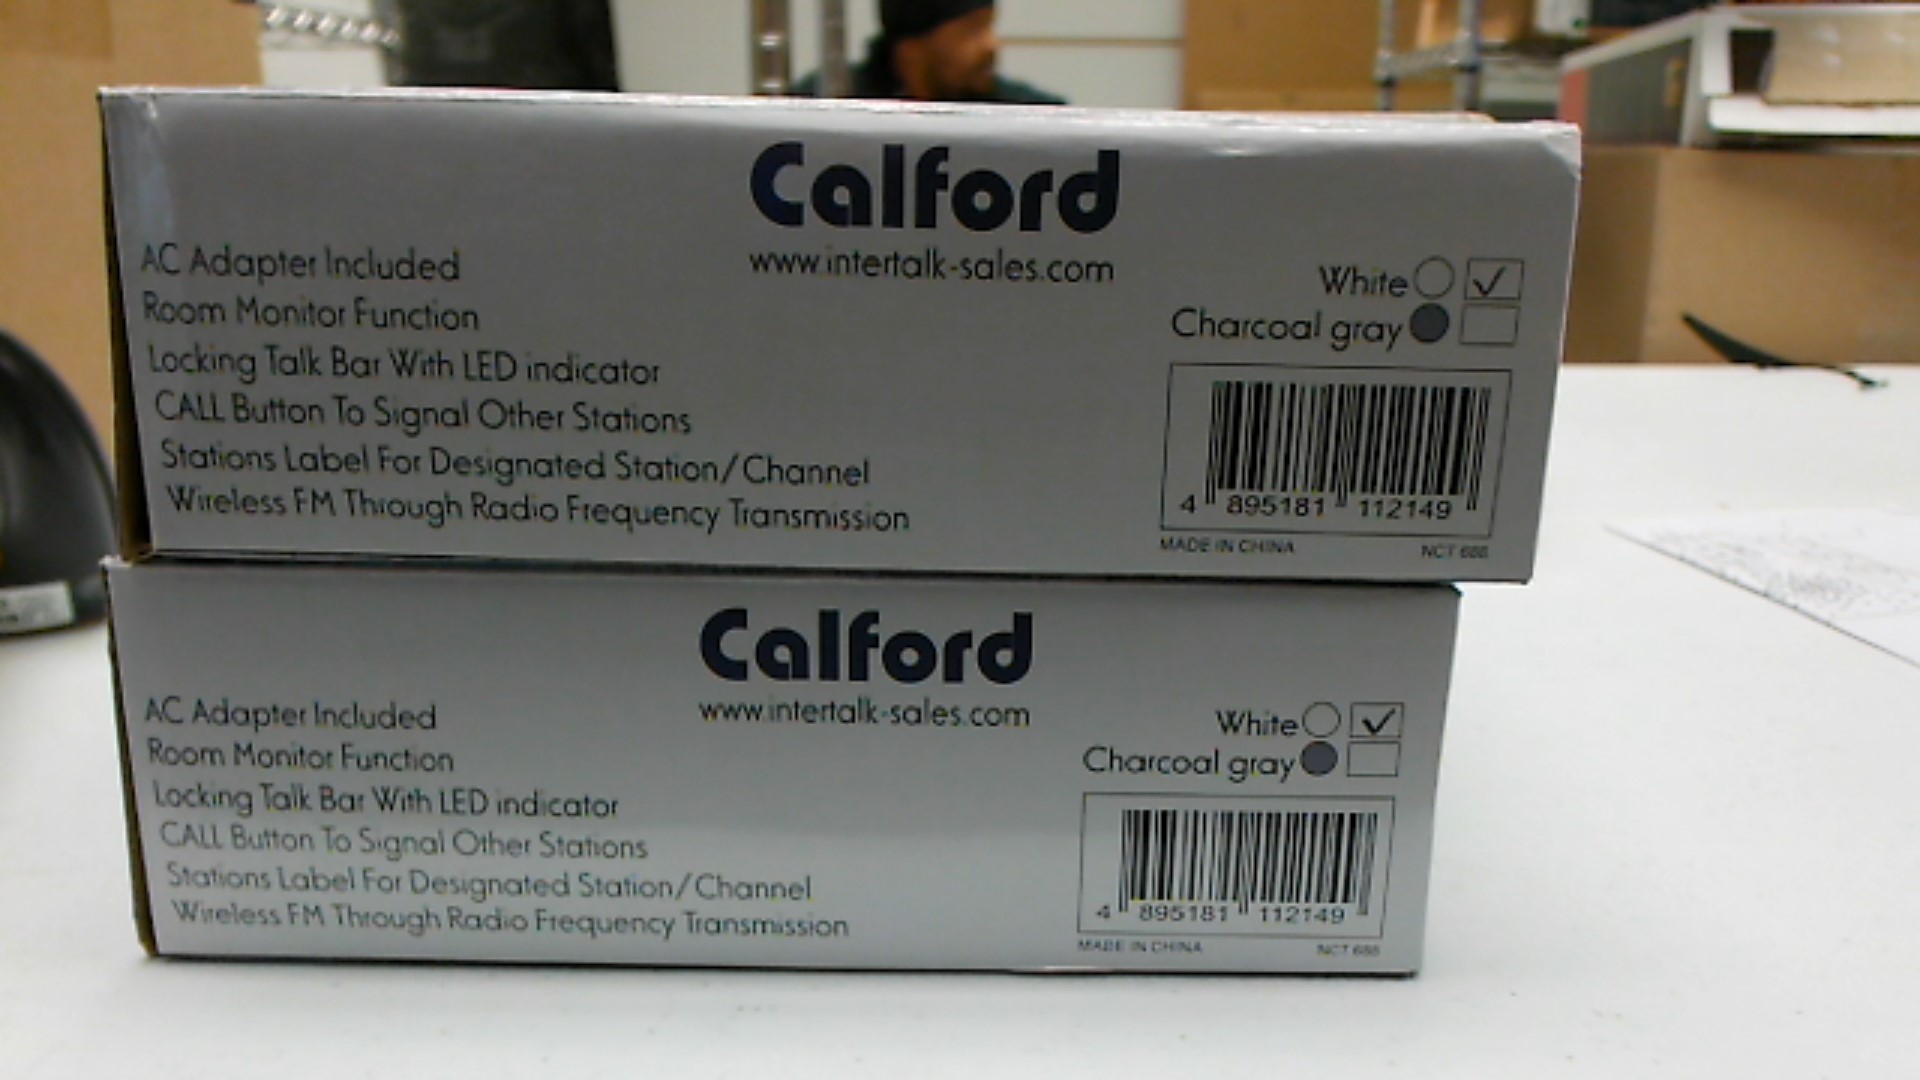 Calford
www.intertalk-sales.com
AC Adapter Included
Room Monitor Function
Locking Talk Bar With LED indicator
CALL Button To Signal Other Stations
Stations Label For Designated Station/Channel
Wireless FM Through Radio Frequency Transmission
White
Charcoal gray
4 895181 112149
MADE IN CHINA
NCT 688
Calford
www.intertalk-sales.com
AC Adapter Included
Room Monitor Function
Locking Talk Bar With LED indicator
CALL Button To Signal Other Stations
Stations Label For Designated Station/Channel
Wireless FM Through Radio Frequency Transmission
White
Charcoal gray
4 895181 112149
MADE IN CHINA
NCT 688